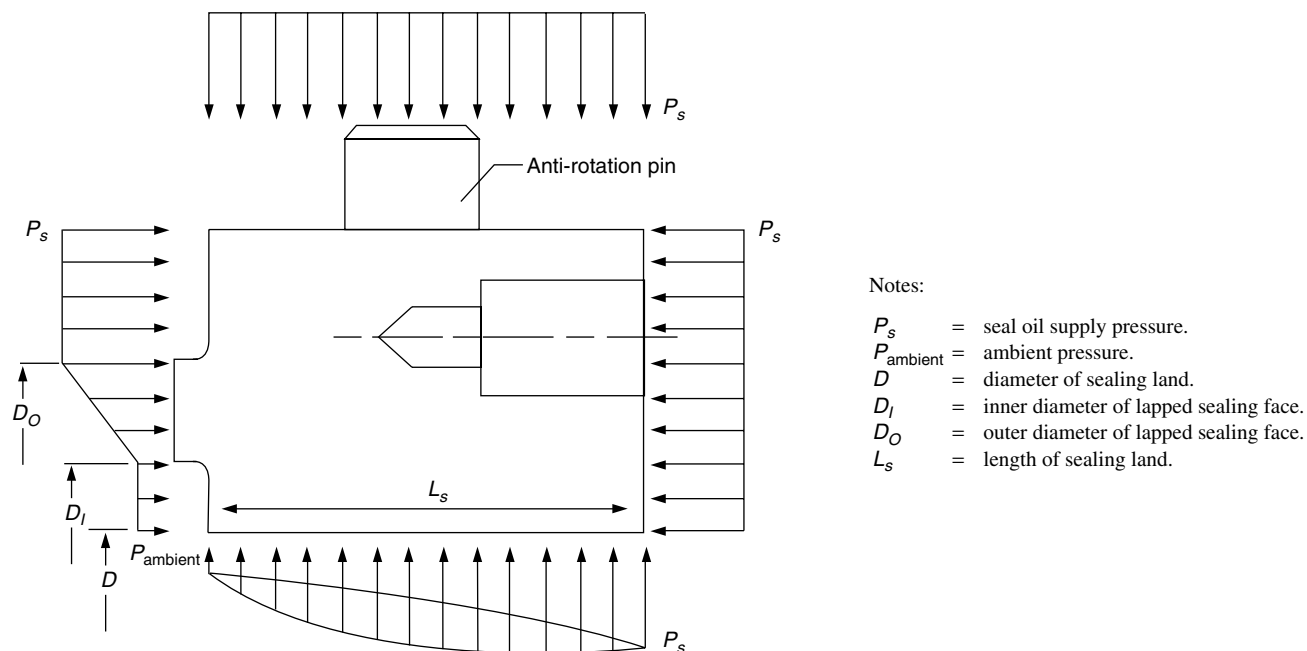 P_s
Anti-rotation pin
P_s
P_s
D_O
L_s
D_I
P_ambient
D
P_s
Notes:
P_s = seal oil supply pressure.
P_ambient = ambient pressure.
D = diameter of sealing land.
D_I = inner diameter of lapped sealing face.
D_O = outer diameter of lapped sealing face.
L_s = length of sealing land.